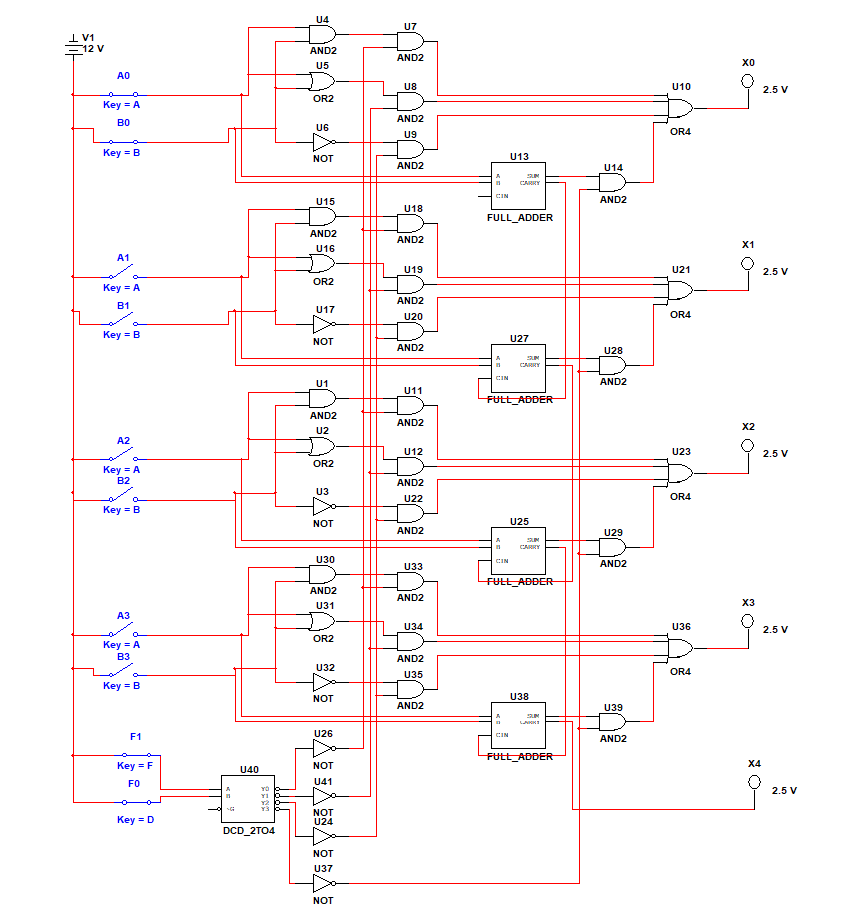 V1
12 V
U4
AND2
U7
AND2
A0
Key = A
U5
OR2
U8
AND2
U10
OR4
X0
2.5 V
B0
Key = B
U6
NOT
U9
AND2
U13
A
B
CIN
SUM
CARRY
FULL_ADDER
U14
AND2
U15
AND2
U18
AND2
A1
Key = A
U16
OR2
U19
AND2
U21
OR4
X1
2.5 V
B1
Key = B
U17
NOT
U20
AND2
U27
A
B
CIN
SUM
CARRY
FULL_ADDER
U28
AND2
U1
AND2
U11
AND2
A2
Key = A
U2
OR2
U12
AND2
U23
OR4
X2
2.5 V
B2
Key = B
U3
NOT
U22
AND2
U25
A
B
CIN
SUM
CARRY
FULL_ADDER
U29
AND2
U30
AND2
U33
AND2
A3
Key = A
U31
OR2
U34
AND2
U36
OR4
X3
2.5 V
B3
Key = B
U32
NOT
U35
AND2
U38
A
B
CIN
SUM
CARRY
FULL_ADDER
U39
AND2
F1
Key = F
U26
NOT
X4
2.5 V
F0
Key = D
U40
A
B
~G
Y0
Y1
Y2
Y3
DCD_2TO4
U41
NOT
U24
NOT
U37
NOT